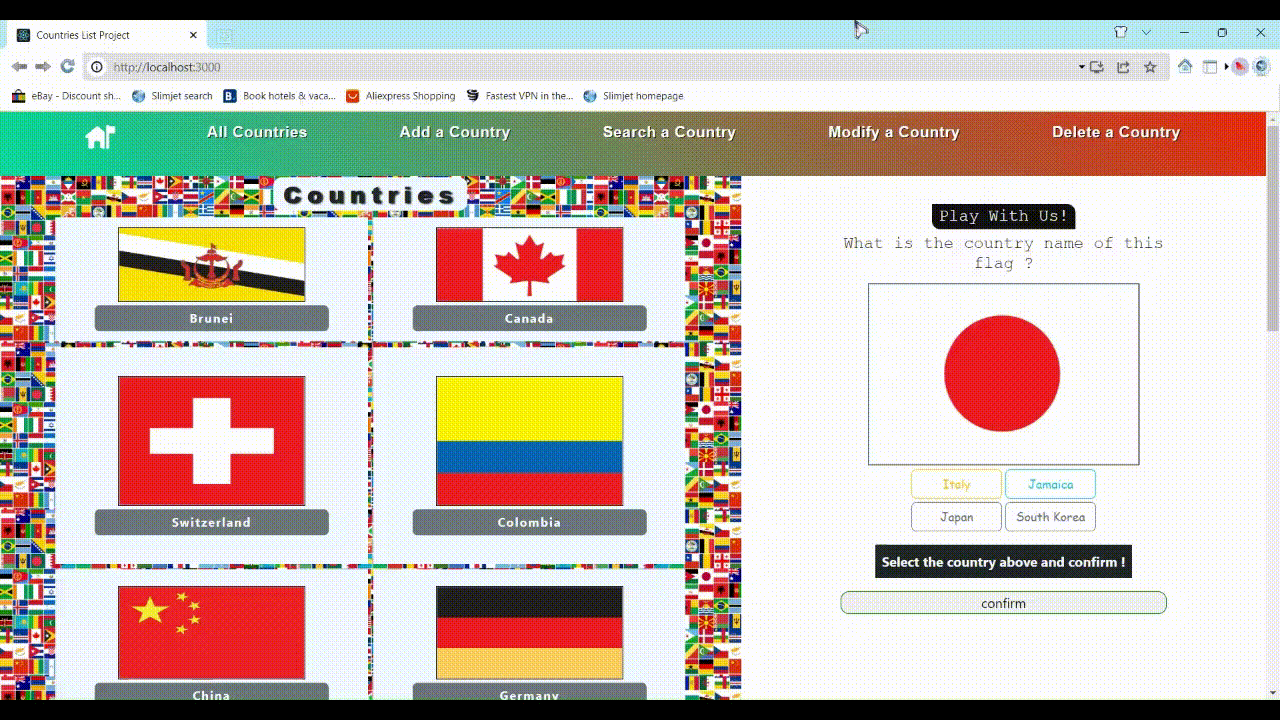 Countries List Project
http://localhost:3000
eBay - Discount sh... Slimjet search B. Book hotels & vaca... Aliexpress Shopping Fastest VPN in the... Slimjet homepage
All Countries Add a Country Search a Country Modify a Country Delete a Country
Countries
Brunei Canada
Switzerland Colombia
China Germany
Play With Us!
What is the country name of this
flag ?
Italy Jamaica
Japan South Korea
Select the country above and confirm !
confirm